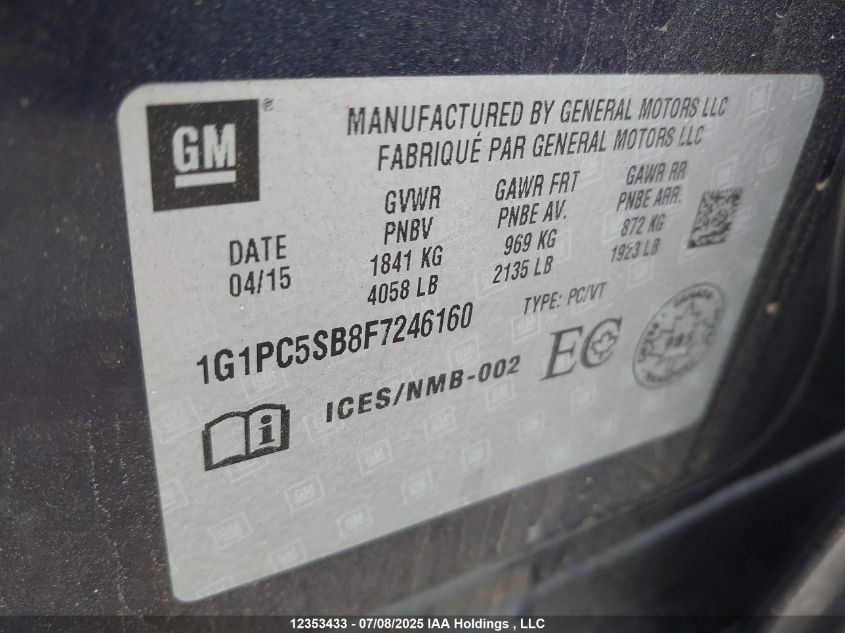 GM
®
MANUFACTURED BY GENERAL MOTORS LLC
FABRIQUÉ PAR GENERAL MOTORS LLC
DATE
04/15
GVWR
PNBV
1841 KG
4058 LB
GAWR FRT
PNBE AV.
969 KG
2135 LB
GAWR RR
PNBE ARR.
872 KG
1923 LB
TYPE: PC/VT
1G1PC5SB8F7246160
ICES/NMB-002
EC
CANADA
12353433 - 07/08/2025 IAA Holdings , LLC